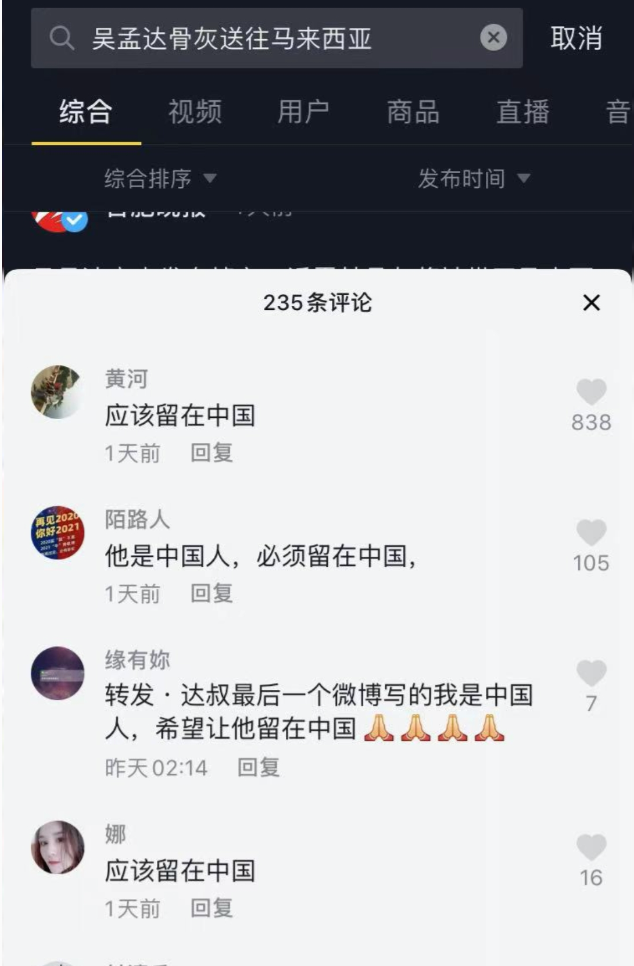 吴孟达骨灰送往马来西亚
取消
综合
视频
用户
商品
直播
音
综合排序
发布时间
235条评论
黄河
应该留在中国
838
1天前
回复
再见2020
你好2021
陌路人
他是中国人，必须留在中国，
105
1天前
回复
缘有妳
转发·达叔最后一个微博写的我是中国
人，希望让他留在中国🙏🙏🙏🙏
7
昨天02:14
回复
娜
应该留在中国
16
1天前
回复